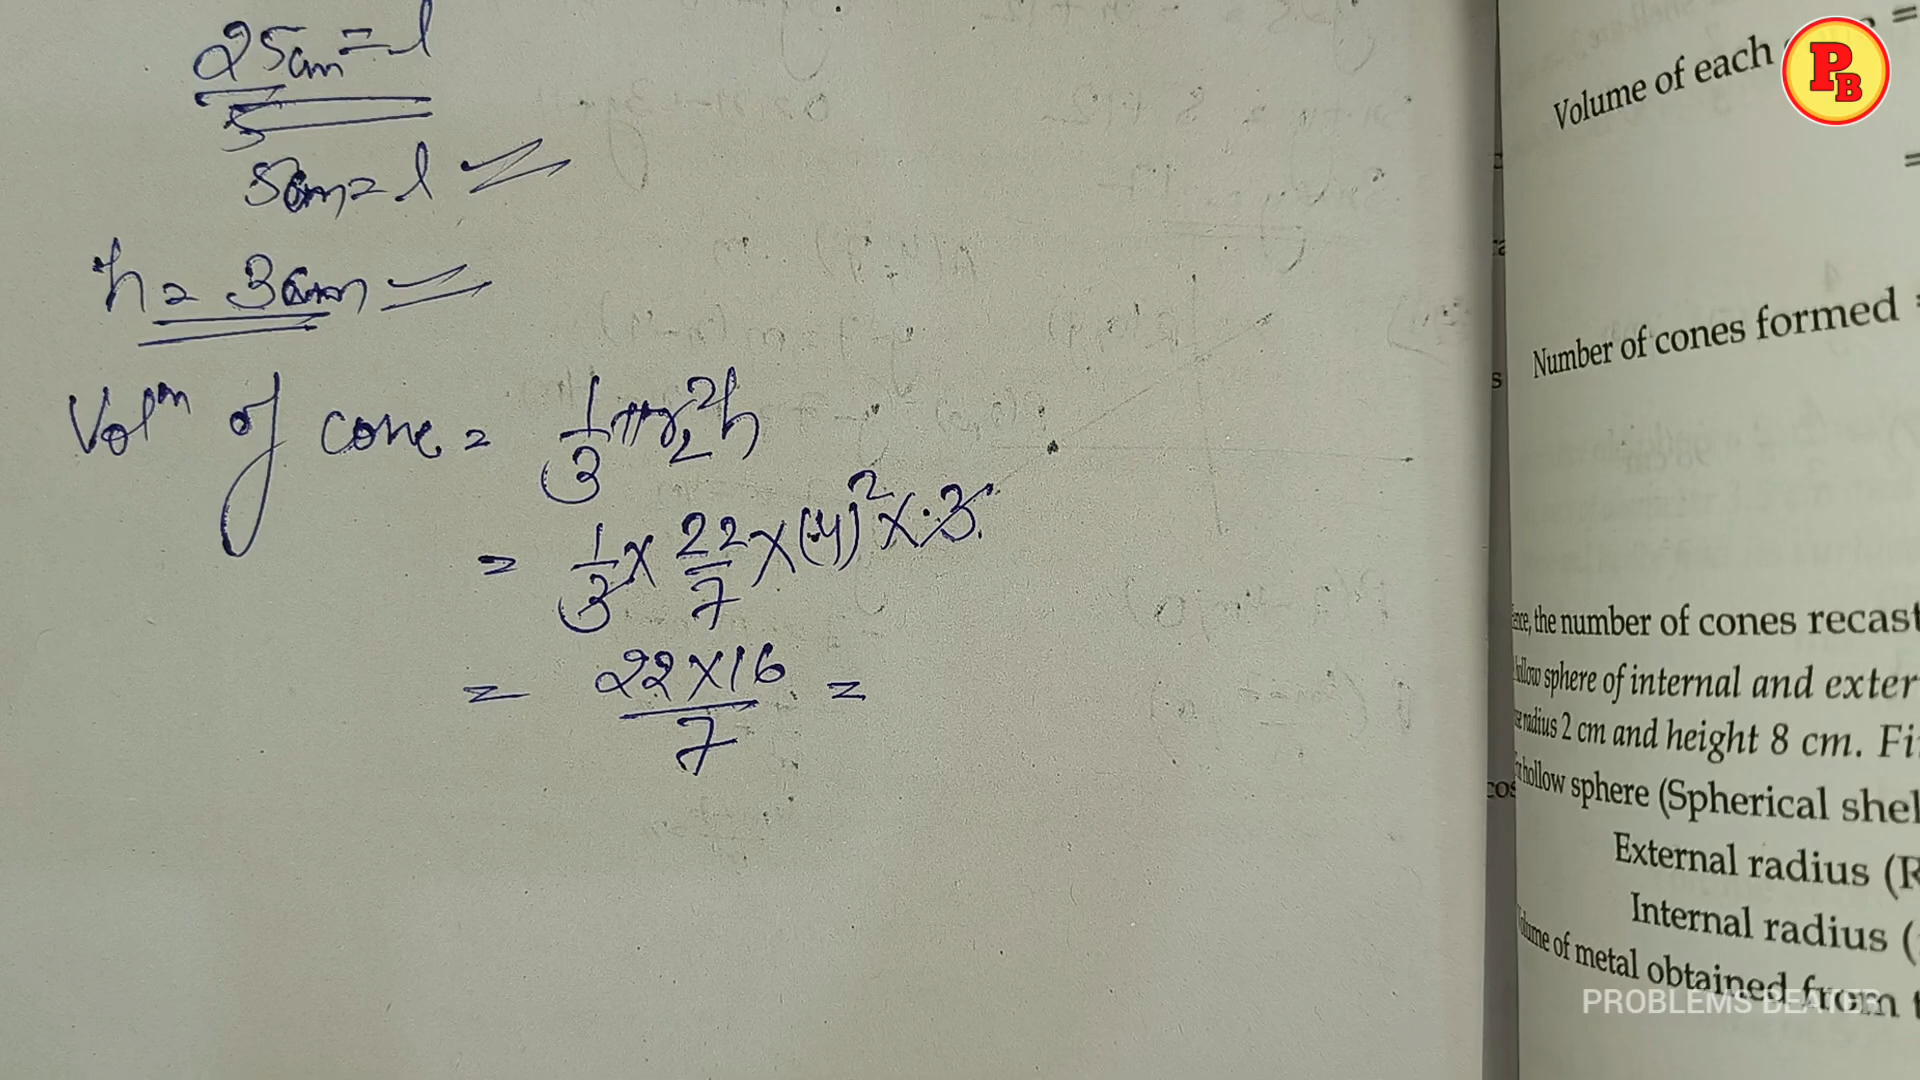 25cm = l
5
5cm = l
h = 3cm
Volm of cone = 1/3 πr²h
= 1/3 × 22/7 × (4)² × 3
= 22×16/7 =
Volume of each
=
PB
=
Number of cones formed =
the number of cones recast
sphere of internal and exter
radius 2 cm and height 8 cm. Fi
hollow sphere (Spherical shel
External radius (R
Internal radius (
of metal obtained from t
PROBLEMS BEATER